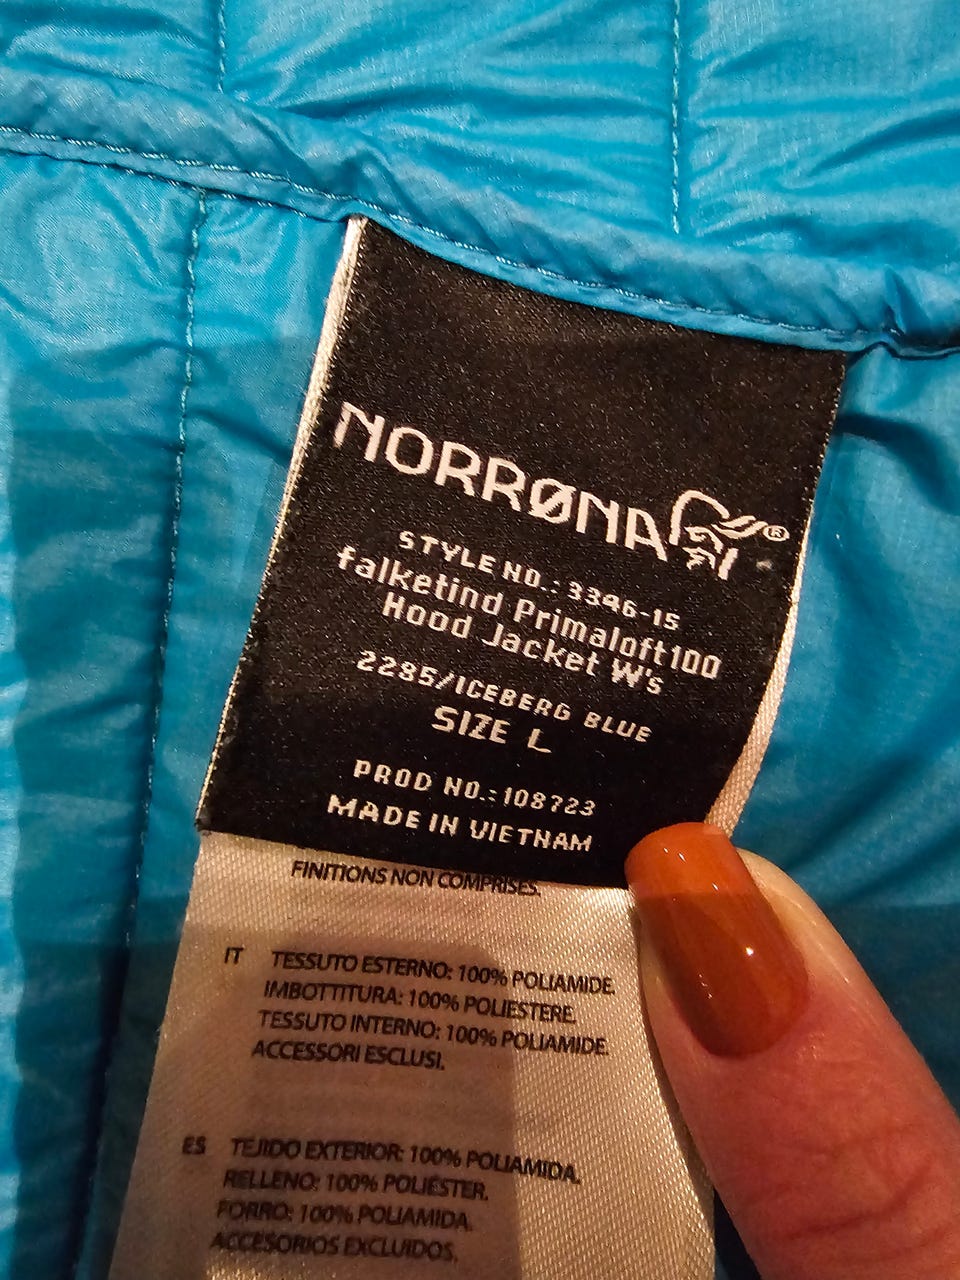 NORRØNA®
STYLE NO.: 3346-15
falketind Primaloft100
Hood Jacket W's
2285/ICEBERG BLUE
SIZE L
PROD NO.:108723
MADE IN VIETNAM
FINITIONS NON COMPRISES.
IT TESSUTO ESTERNO: 100% POLIAMIDE.
IMBOTTITURA: 100% POLIESTERE.
TESSUTO INTERNO: 100% POLIAMIDE.
ACCESSORI ESCLUSI.
ES TEJIDO EXTERIOR: 100% POLIAMIDA.
RELLENO: 100% POLIÉSTER.
FORRO: 100% POLIAMIDA.
ACCESORIOS EXCLUIDOS.